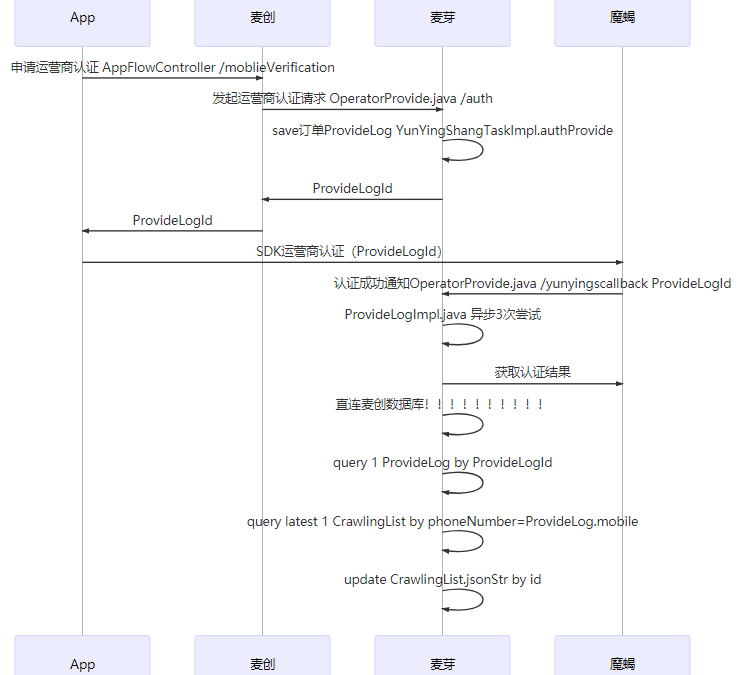 App
麦创
麦芽
魔蝎
申请运营商认证 AppFlowController /moblieVerification
发起运营商认证请求 OperatorProvide.java /auth
save订单ProvideLog YunYingShangTaskImpl.authProvide
ProvideLogId
ProvideLogId
SDK运营商认证（ProvideLogId）
认证成功通知OperatorProvide.java /yunyingscallback ProvideLogId
ProvideLogImpl.java 异步3次尝试
获取认证结果
直连麦创数据库！！！！！！！！！！
query 1 ProvideLog by ProvideLogId
query latest 1 CrawlingList by phoneNumber=ProvideLog.mobile
update CrawlingList.jsonStr by id
App
麦创
麦芽
魔蝎